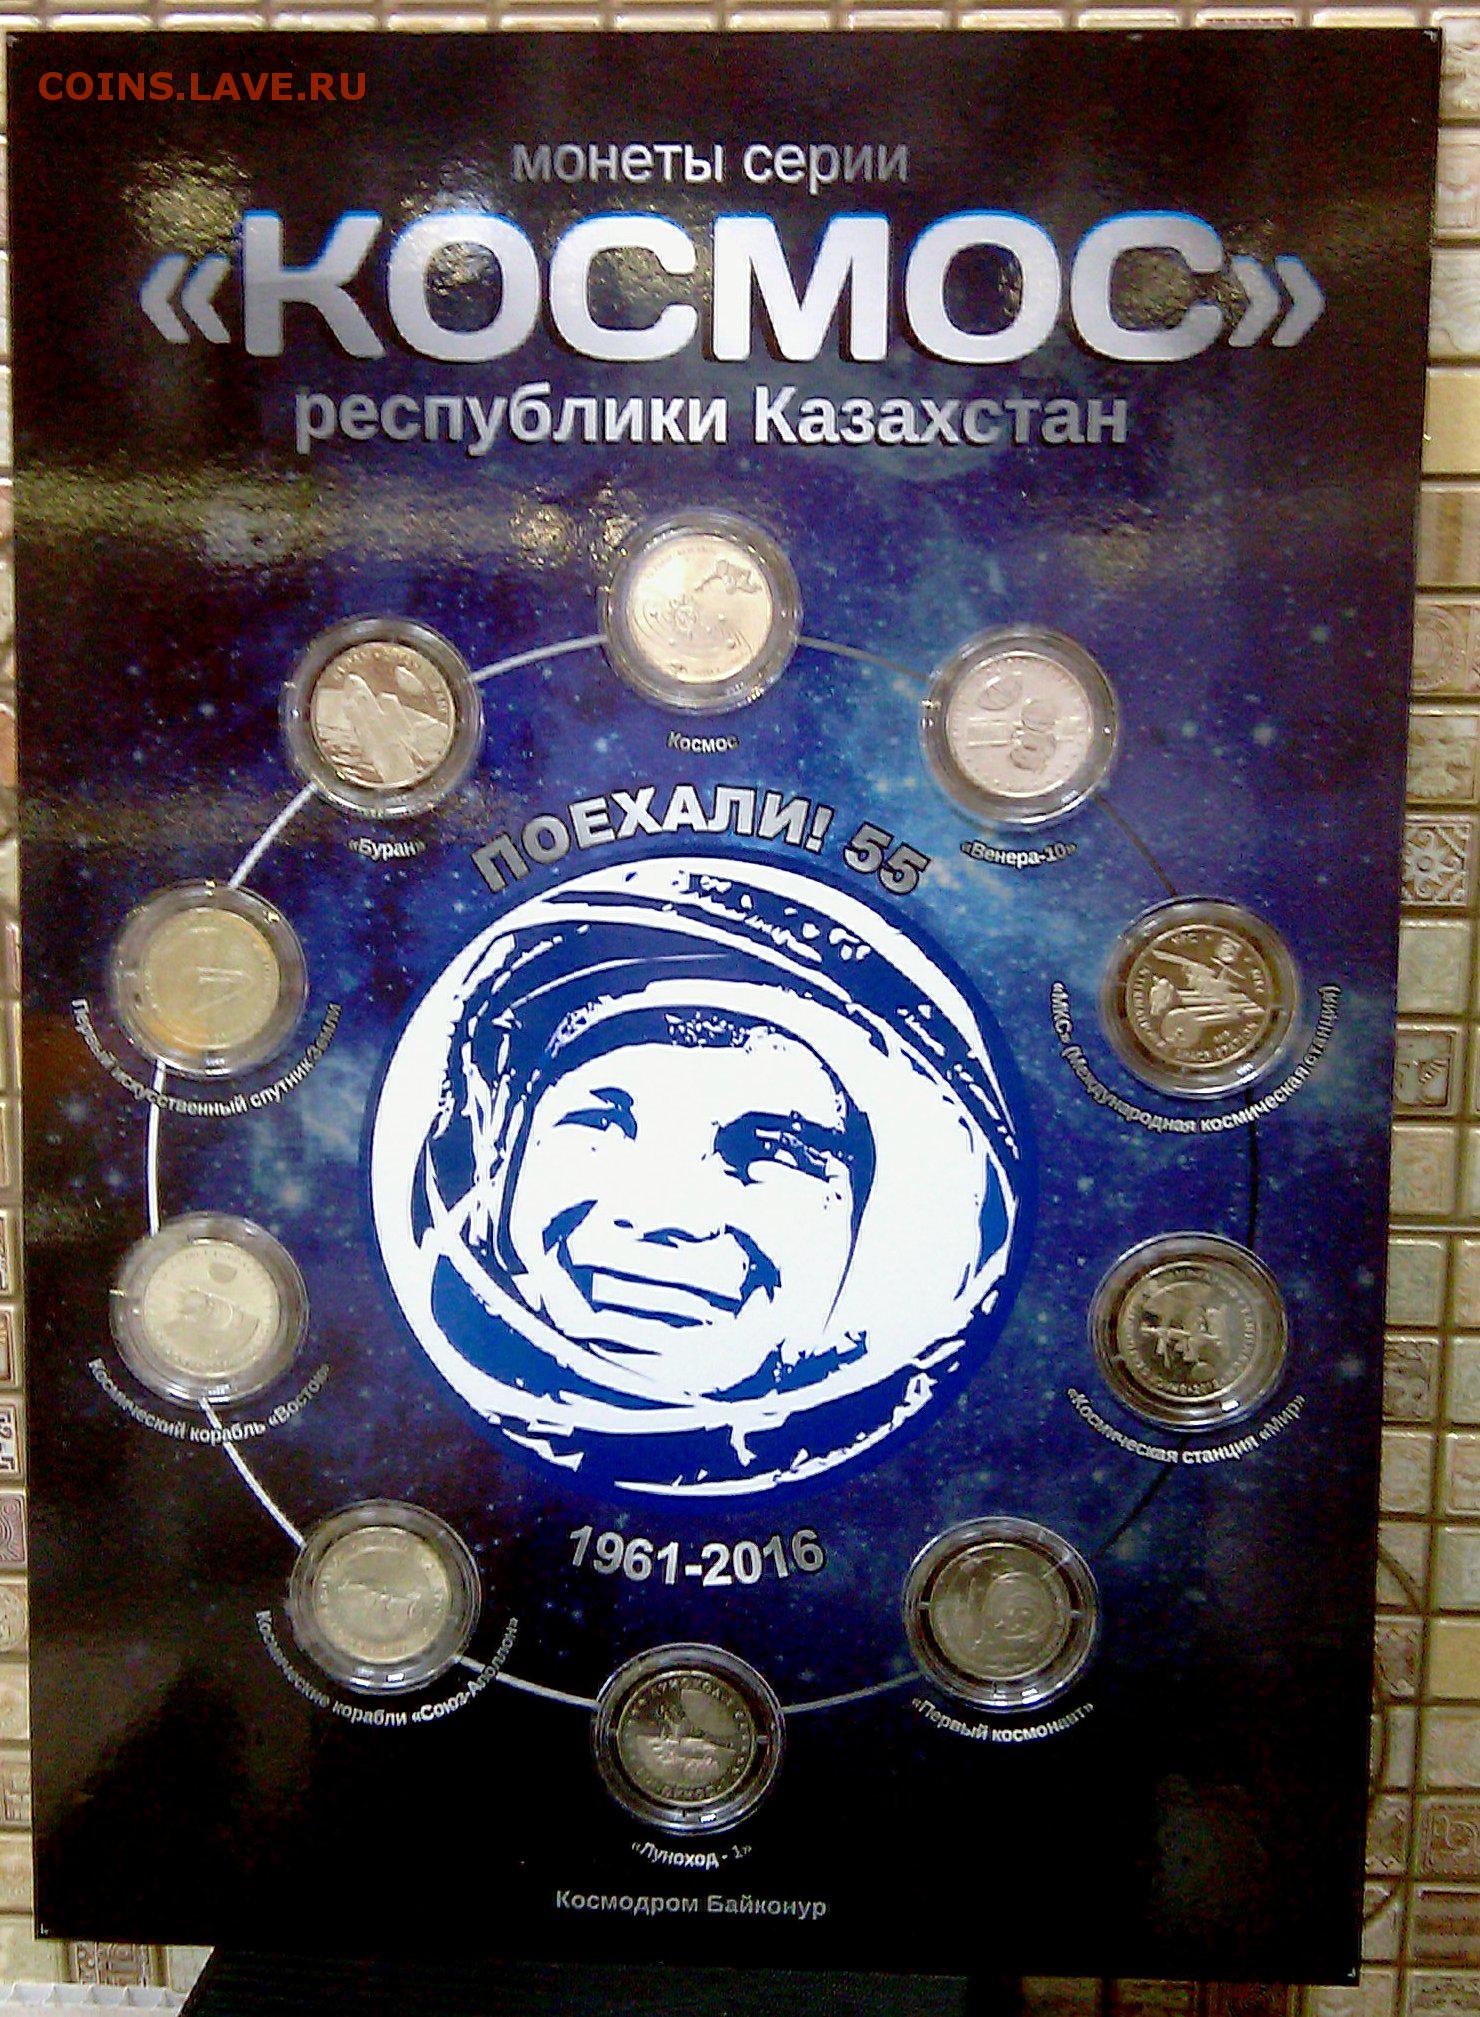 COINS.LAVE.RU
монеты серии
«КОСМОС»
республики Казахстан
Космос
«Буран»
«Венера-10»
ПОЕХАЛИ! 55
Первый искусственный спутник Земли
«МКС» (Международная космическая станция)
Космический корабль «Восток»
«Космическая станция «Мир»
1961-2016
Космические корабли «Союз-Аполлон»
«Первый космонавт»
«Луноход - 1»
Космодром Байконур